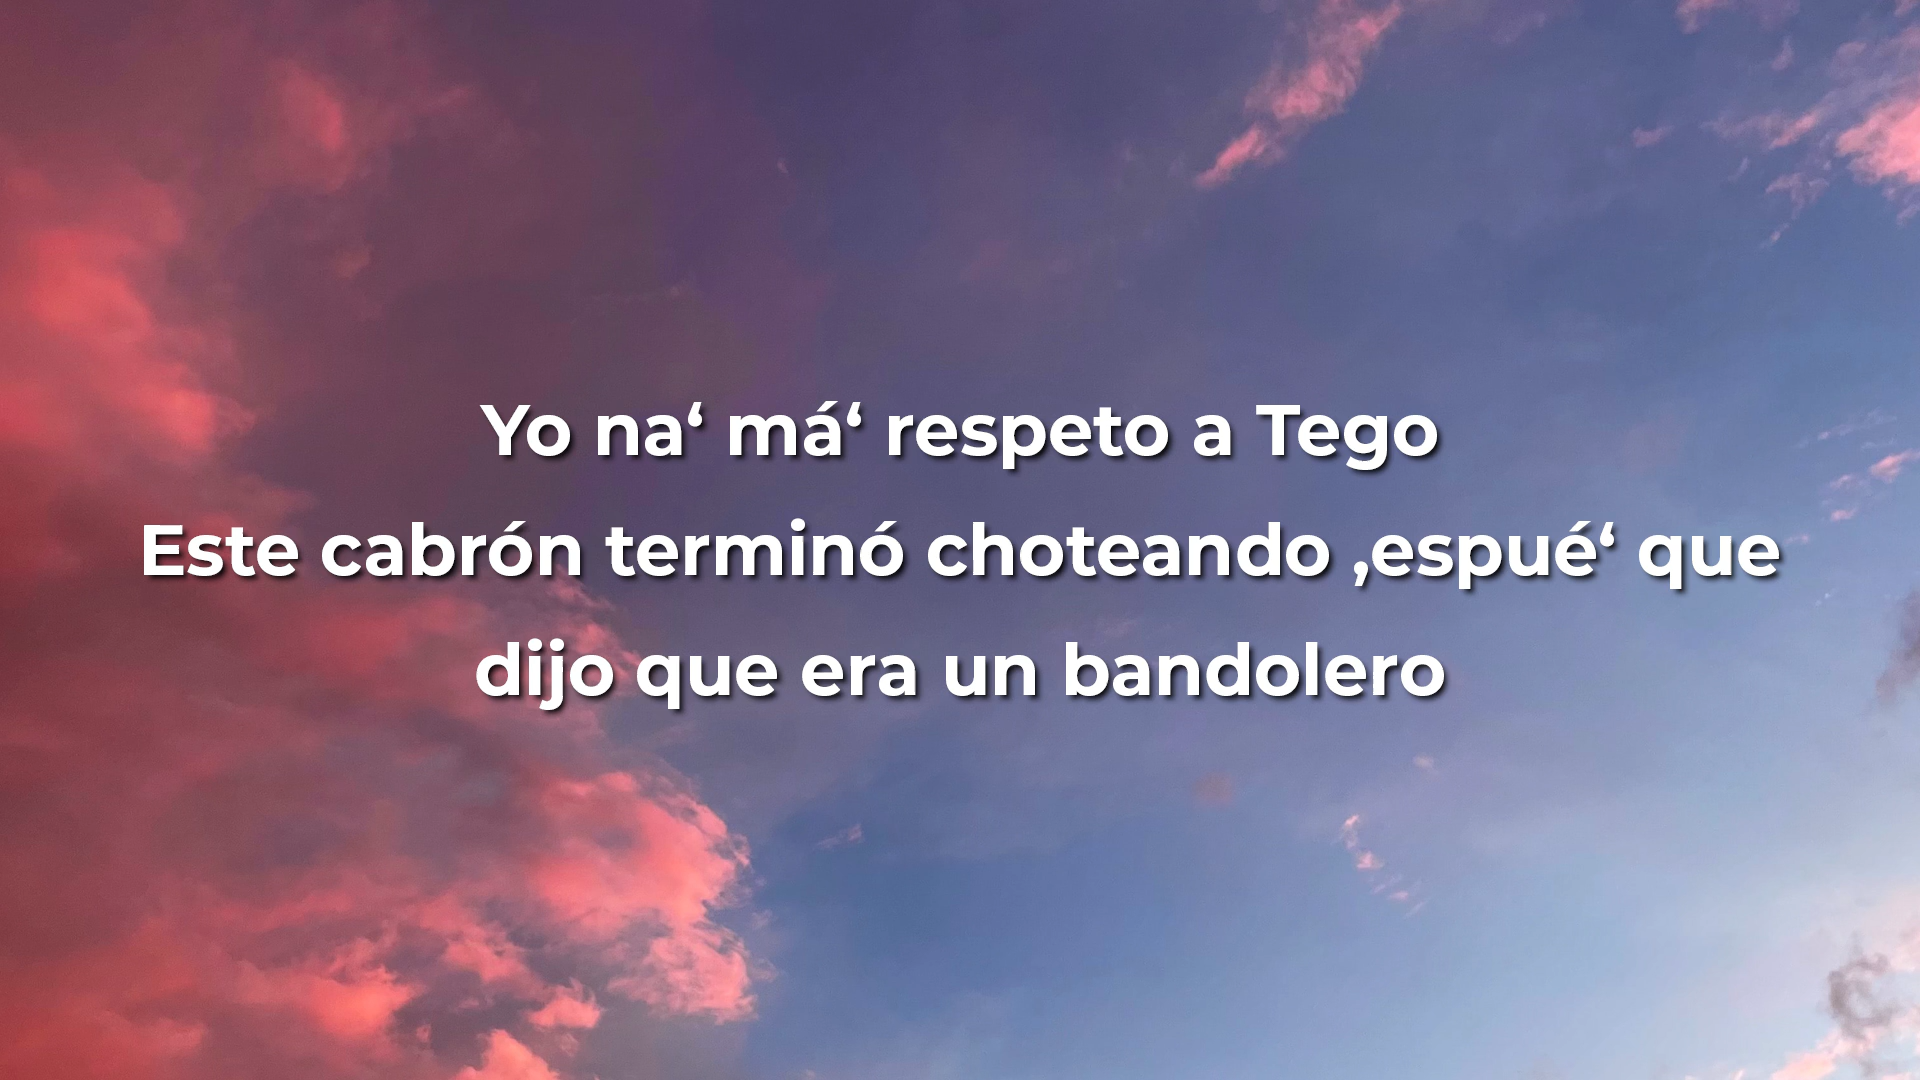 Yo na‘ má‘ respeto a Tego
Este cabrón terminó choteando ‚espué‘ que
dijo que era un bandolero